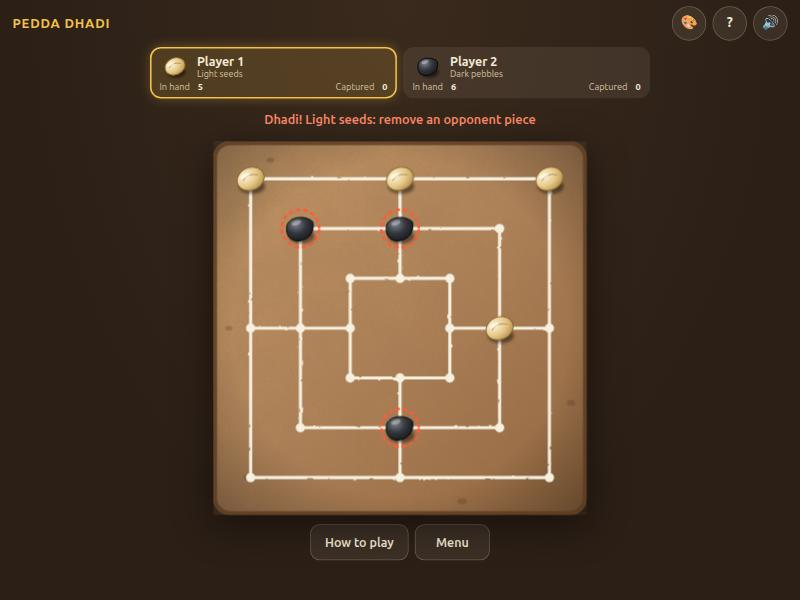 PEDDA DHADI
?
Player 1
Light seeds
In hand 5 Captured 0
Player 2
Dark pebbles
In hand 6 Captured 0
Dhadi! Light seeds: remove an opponent piece
How to play
Menu